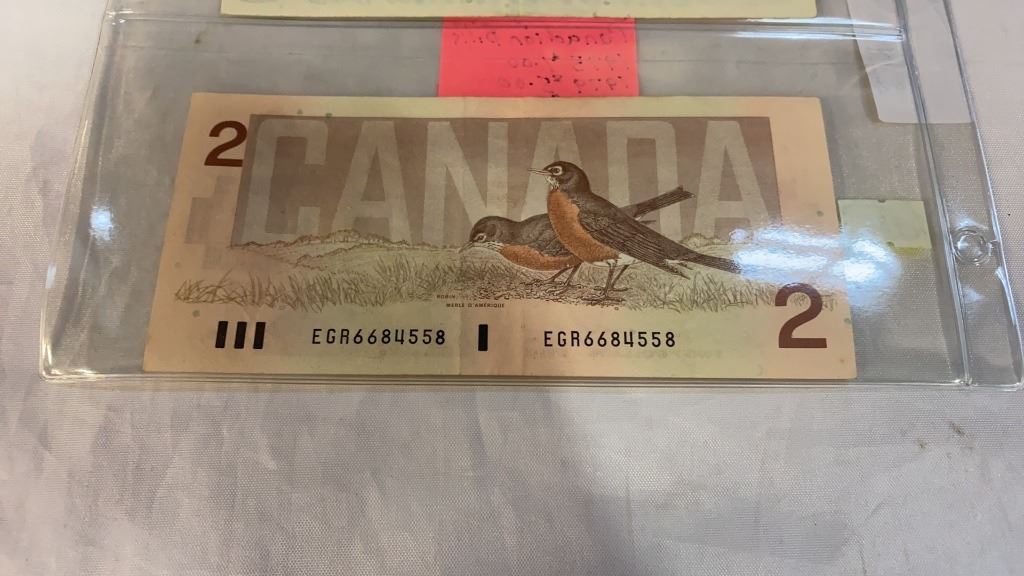 2 CANADA
ROBIN
MERLE D'AMÉRIQUE
EGR6684558 EGR6684558 2